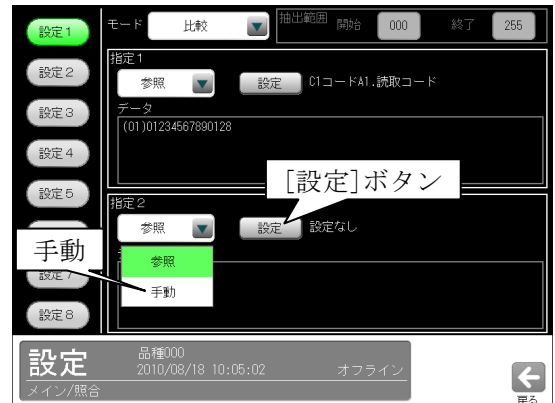 設定1
モード 比較 抽出範囲 開始 000 終了 255
指定1
設定2
参照 設定 C1コードA1.読取コード
設定3
データ
(01)01234567890128
設定4
[設定]ボタン
設定5
指定2
参照 設定 設定なし
手動
参照
設定7
手動
設定8
設定
品種000
2010/08/18 10:05:02 オフライン
メイン/照合
戻る